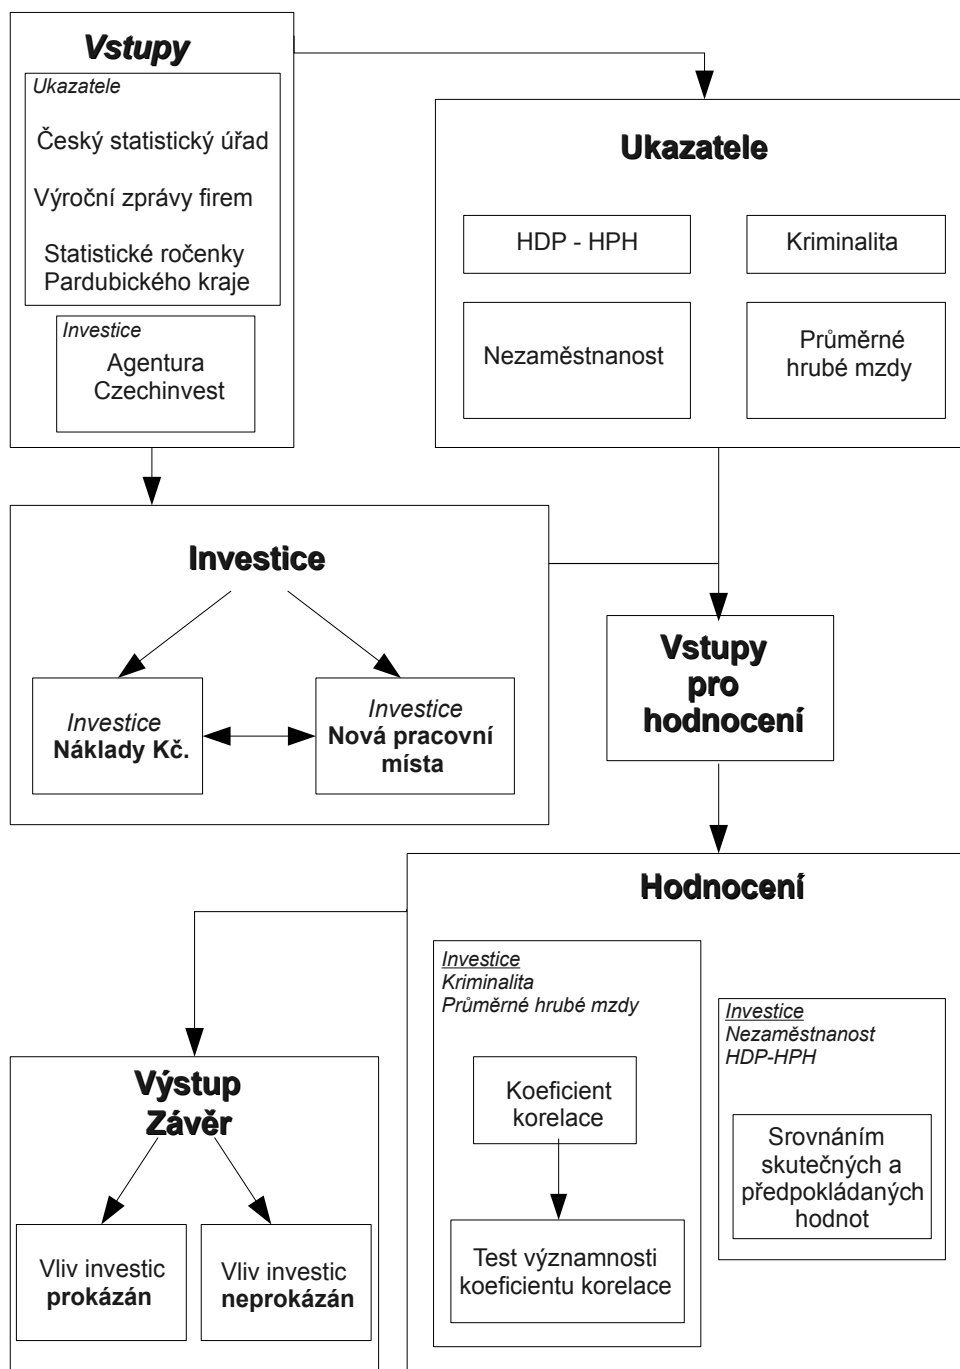 Vstupy
Ukazatele
Český statistický úřad
Výroční zprávy firem
Statistické ročenky
Pardubického kraje
Investice
Agentura
Czechinvest
Ukazatele
HDP - HPH
Kriminalita
Nezaměstnanost
Průměrné
hrubé mzdy
Investice
Investice
Náklady Kč.
Investice
Nová pracovní
místa
Vstupy
pro
hodnocení
Hodnocení
Investice
Kriminalita
Průměrné hrubé mzdy
Koeficient
korelace
Test významnosti
koeficientu korelace
Investice
Nezaměstnanost
HDP-HPH
Srovnáním
skutečných a
předpokládaných
hodnot
Výstup
Závěr
Vliv investic
prokázán
Vliv investic
neprokázán